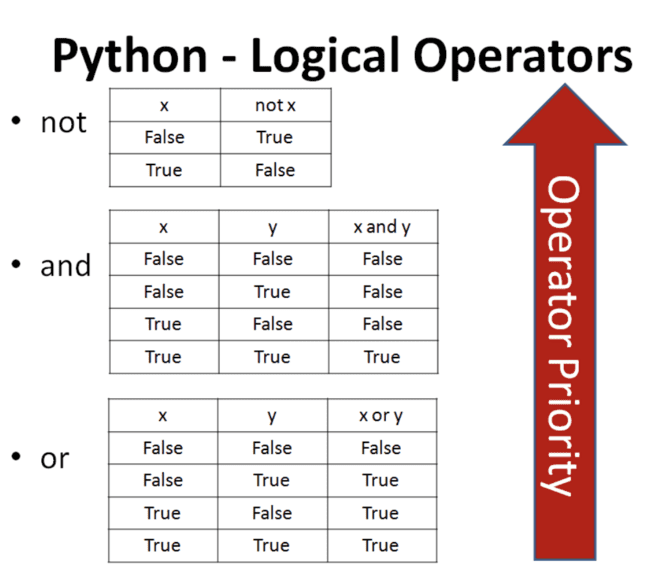 Python - Logical Operators
• not
x not x
False True
True False
• and
x y x and y
False False False
False True False
True False False
True True True
• or
x y x or y
False False False
False True True
True False True
True True True
Operator Priority